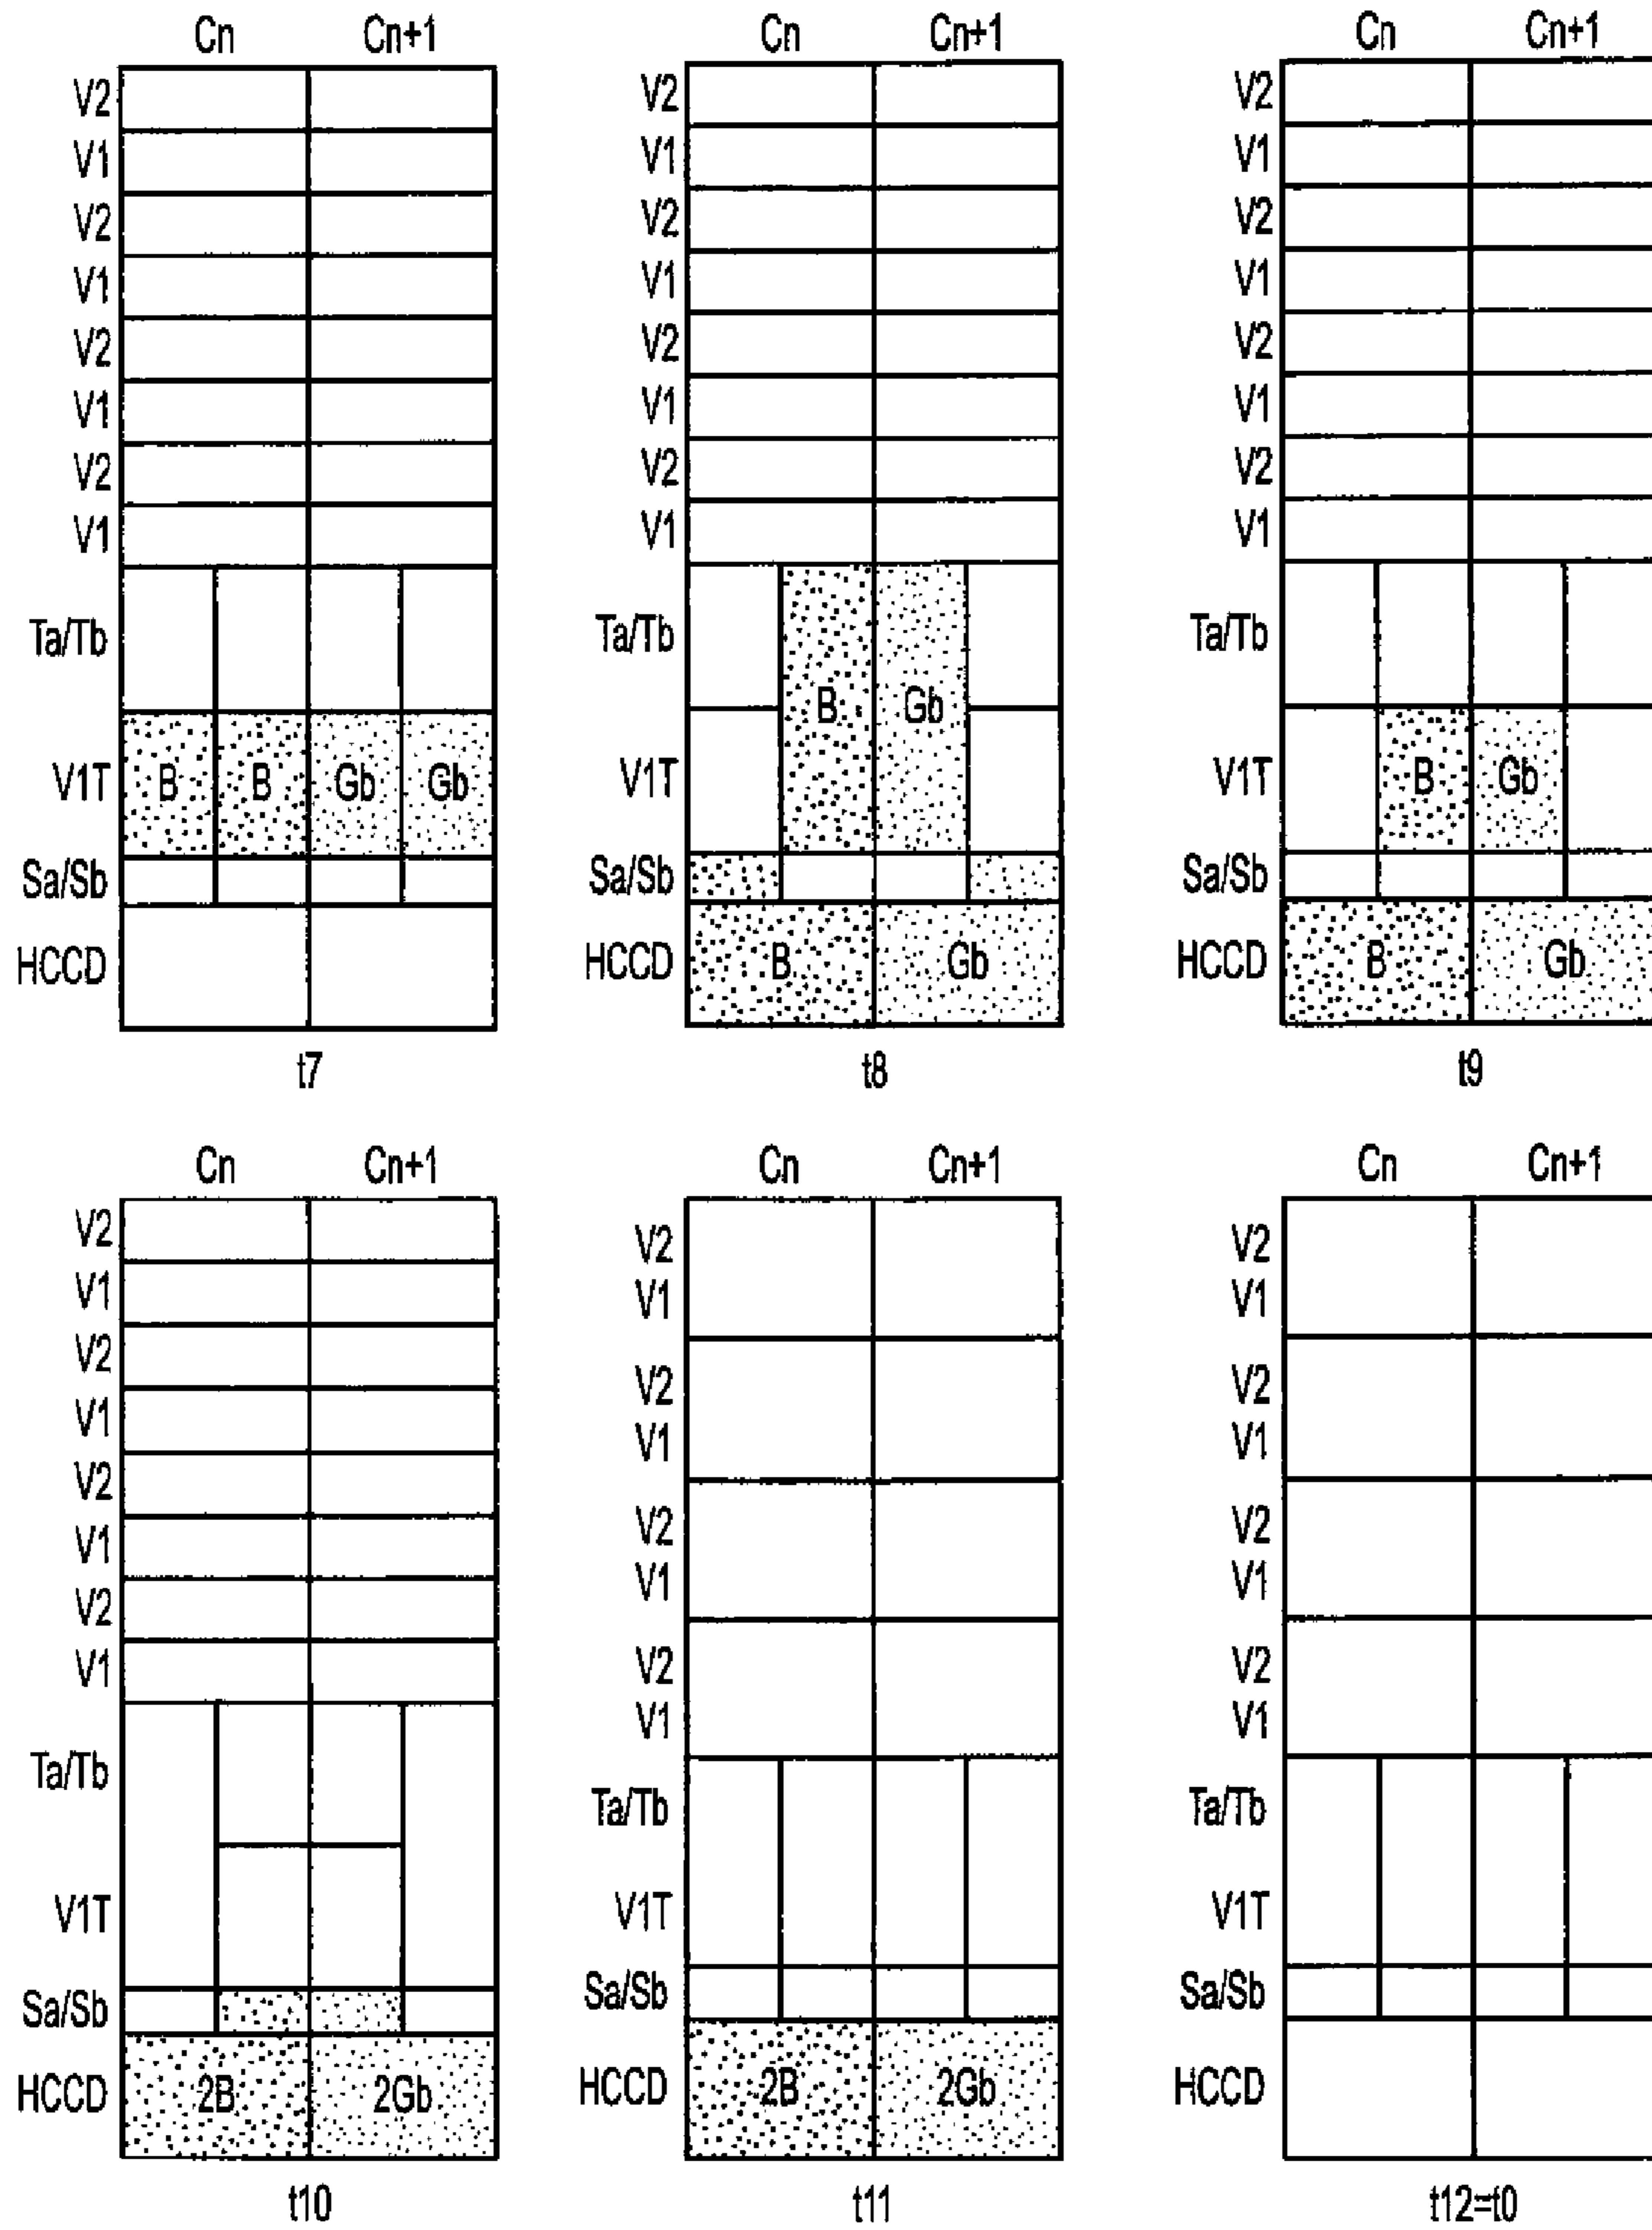 Cn Cn+1 Cn Cn+1 Cn Cn+1
V2 V2 V2
V1 V1 V1
V2 V2 V2
V1 V1 V1
V2 V2 V2
V1 V1 V1
V2 V2 V2
V1 V1 V1
Ta/Tb Ta/Tb Ta/Tb
B Gb
V1T B B Gb Gb V1T V1T B Gb
Sa/Sb Sa/Sb Sa/Sb
HCCD HCCD B Gb HCCD B Gb
t7 t8 t9
Cn Cn+1 Cn Cn+1 Cn Cn+1
V2 V2 V2
V1 V1 V1
V2 V2 V2
V1 V1 V1
V2 V2 V2
V1 V1 V1
V2 V2 V2
V1 V1 V1
Ta/Tb Ta/Tb Ta/Tb
V1T V1T V1T
Sa/Sb Sa/Sb Sa/Sb
HCCD 2B 2Gb HCCD 2B 2Gb HCCD
t10 t11 t12=t0